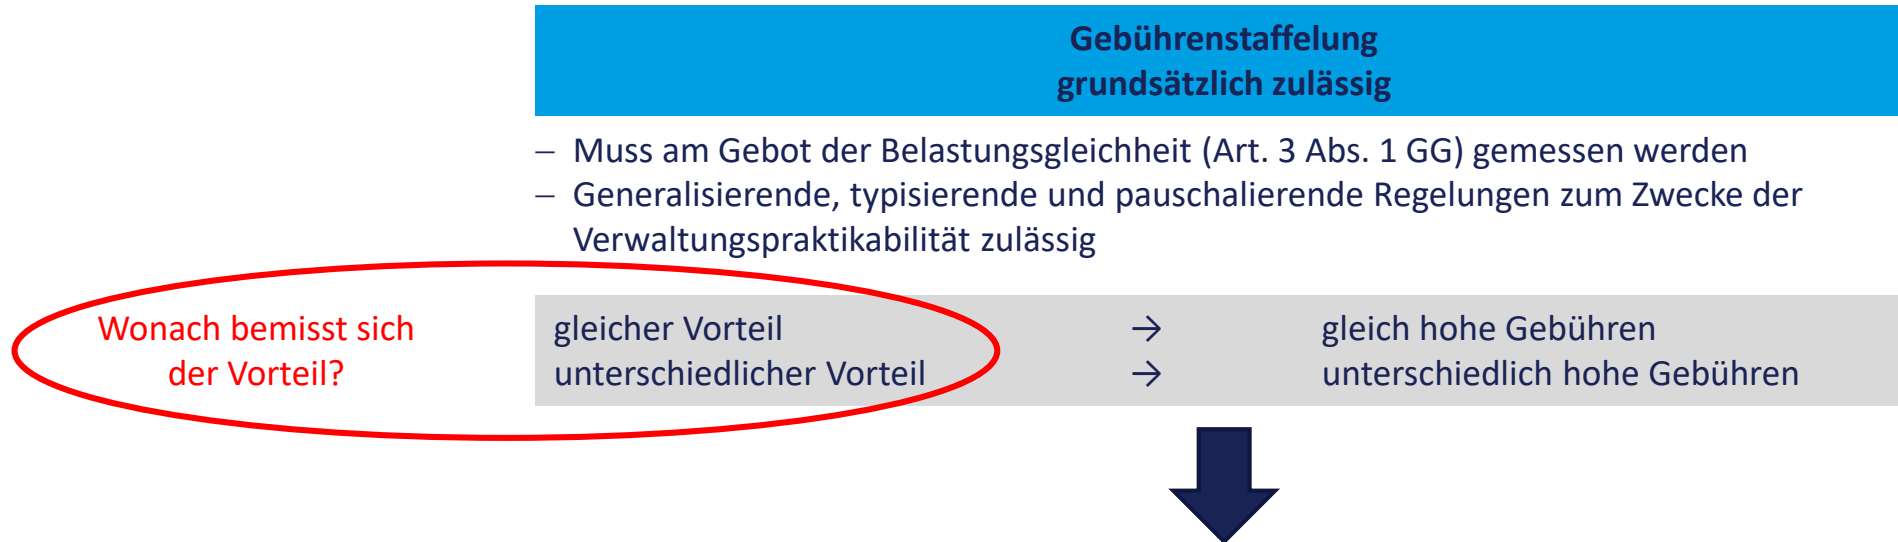 Gebührenstaffelung
grundsätzlich zulässig
– Muss am Gebot der Belastungsgleichheit (Art. 3 Abs. 1 GG) gemessen werden
– Generalisierende, typisierende und pauschalierende Regelungen zum Zwecke der
Verwaltungspraktikabilität zulässig
Wonach bemisst sich
der Vorteil?
gleicher Vorteil → gleich hohe Gebühren
unterschiedlicher Vorteil → unterschiedlich hohe Gebühren